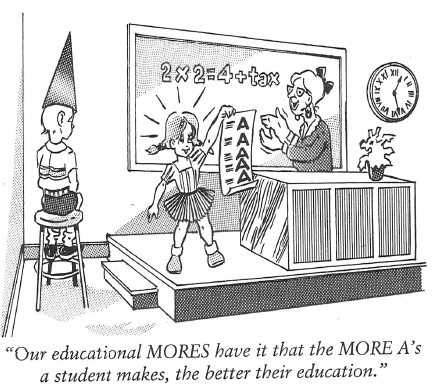 2 x 2 = 4 + tax
A
A
A
A
A
"Our educational MORES have it that the MORE A's
a student makes, the better their education."